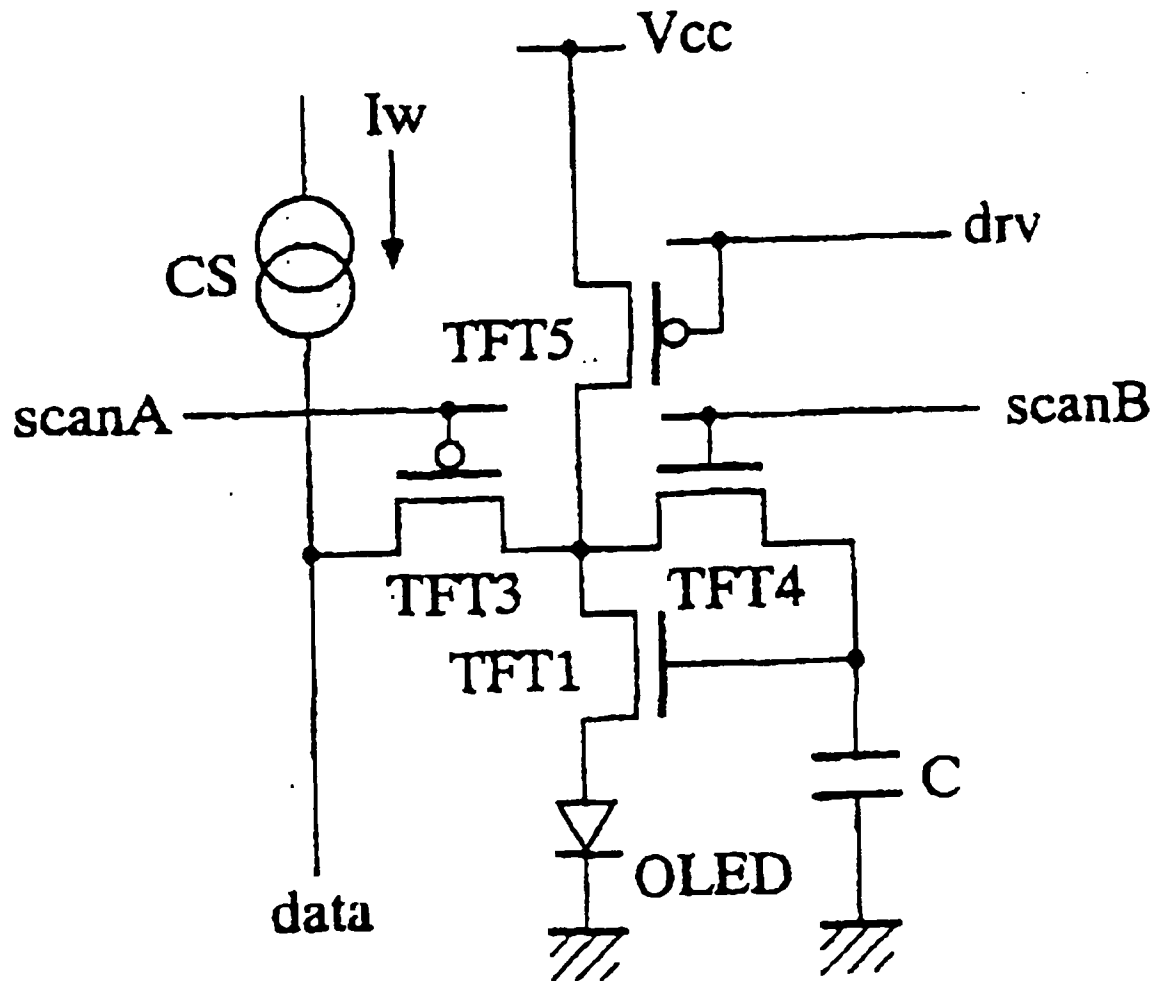 Vcc
Iw
drv
CS
TFT5
scanA
scanB
TFT3
TFT4
TFT1
C
OLED
data